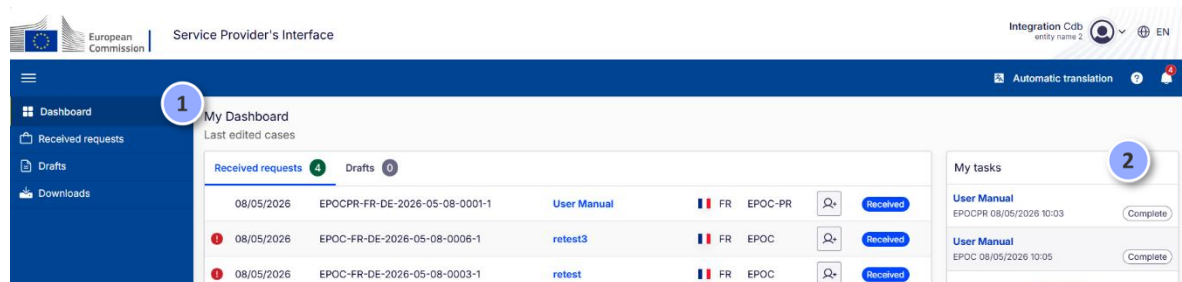 European
Commission
Service Provider's Interface
Integration Cdb
entity name 2
EN
Automatic translation
?
4
Dashboard
Received requests
Drafts
Downloads
1
My Dashboard
Last edited cases
Received requests 4 Drafts 0
08/05/2026 EPOCPR-FR-DE-2026-05-08-0001-1 User Manual FR EPOC-PR Received
! 08/05/2026 EPOC-FR-DE-2026-05-08-0006-1 retest3 FR EPOC Received
! 08/05/2026 EPOC-FR-DE-2026-05-08-0003-1 retest FR EPOC Received
My tasks
2
User Manual
EPOCPR 08/05/2026 10:03 Complete
User Manual
EPOC 08/05/2026 10:05 Complete